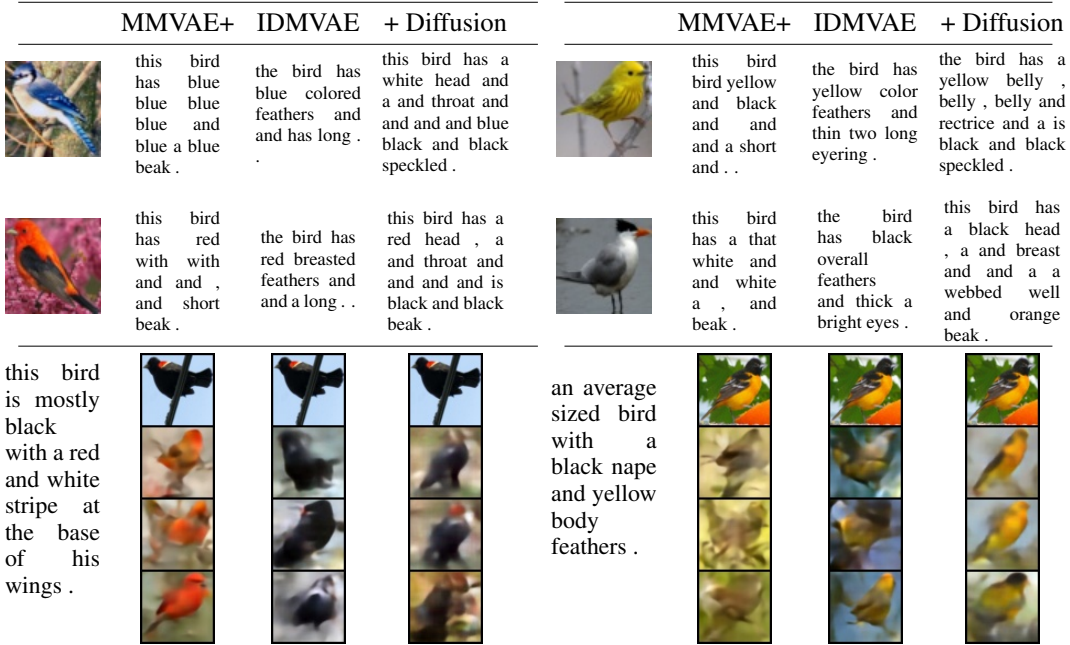 MMVAE+ IDMVAE + Diffusion
this bird
has blue
blue blue
blue and
blue a blue
beak .
the bird has
blue colored
feathers and
and has long .
.
this bird has a
white head and
a and throat and
and and and blue
black and black
speckled .
this bird
has red
with with
and and ,
and short
beak .
the bird has
red breasted
feathers and
and a long . .
this bird has a
red head , a
and throat and
and and and is
black and black
beak .
this bird
is mostly
black
with a red
and white
stripe at
the base
of his
wings .
MMVAE+ IDMVAE + Diffusion
this bird
bird yellow
and black
and and
and a short
and . .
the bird has
yellow color
feathers and
thin two long
eyering .
the bird has a
yellow belly ,
belly , belly and
rectrice and a is
black and black
speckled .
this bird
has a that
white and
and white
a , and
beak .
the bird
has black
overall
feathers
and thick a
bright eyes .
this bird has
a black head
, a and breast
and and a a
webbed well
and orange
beak .
an average
sized bird
with a
black nape
and yellow
body
feathers .